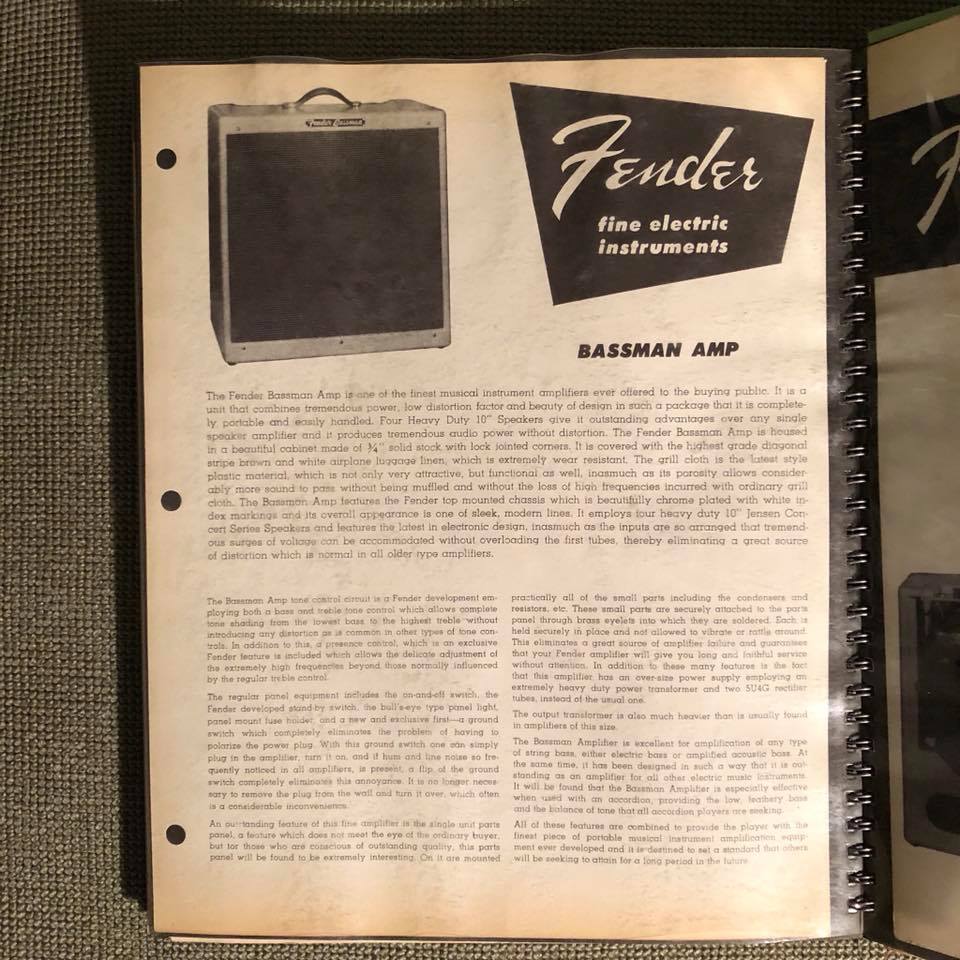 Fender Bassman
Fender
fine electric
instruments
BASSMAN AMP
The Fender Bassman Amp is one of the finest musical instrument amplifiers ever offered to the buying public. It is a
unit that combines tremendous power, low distortion factor and beauty of design in such a package that it is complete-
ly portable and easily handled. Four Heavy Duty 10" Speakers give it outstanding advantages over any single
speaker amplifier and it produces tremendous audio power without distortion. The Fender Bassman Amp is housed
in a beautiful cabinet made of ¾" solid stock with lock jointed corners. It is covered with the highest grade diagonal
stripe brown and white airplane luggage linen, which is extremely wear resistant. The grill cloth is the latest style
plastic material, which is not only very attractive, but functional as well, inasmuch as its porosity allows consider-
ably more sound to pass without being muffled and without the loss of high frequencies incurred with ordinary grill
cloth. The Bassman Amp features the Fender top mounted chassis which is beautifully chrome plated with white in-
dex markings and its overall appearance is one of sleek, modern lines. It employs four heavy duty 10" Jensen Con-
cert Series Speakers and features the latest in electronic design, inasmuch as the inputs are so arranged that tremend-
ous surges of voltage can be accommodated without overloading the first tubes, thereby eliminating a great source
of distortion which is normal in all older type amplifiers.
The Bassman Amp tone control circuit is a Fender development em-
ploying both a bass and treble tone control which allows complete
tone shading from the lowest bass to the highest treble without
introducing any distortion as is common in other types of tone con-
trols. In addition to this, a presence control, which is an exclusive
Fender feature is included which allows the delicate adjustment of
the extremely high frequencies beyond those normally influenced
by the regular treble control.
The regular panel equipment includes the on-and-off switch, the
Fender developed stand-by switch, the bull's-eye type panel light,
panel mount fuse holder, and a new and exclusive first—a ground
switch which completely eliminates the problem of having to
polarize the power plug. With this ground switch one can simply
plug in the amplifier, turn it on, and if hum and line noise so fre-
quently noticed in all amplifiers, is present, a flip of the ground
switch completely eliminates this annoyance. It is no longer neces-
sary to remove the plug from the wall and turn it over, which often
is a considerable inconvenience.
An outstanding feature of this fine amplifier is the single unit parts
panel, a feature which does not meet the eye of the ordinary buyer,
but for those who are conscious of outstanding quality, this parts
panel will be found to be extremely interesting. On it are mounted
practically all of the small parts including the condensers and
resistors, etc. These small parts are securely attached to the parts
panel through brass eyelets into which they are soldered. Each is
held securely in place and not allowed to vibrate or rattle around.
This eliminates a great source of amplifier failure and guarantees
that your Fender amplifier will give you long and faithful service
without attention. In addition to these many features is the fact
that this amplifier has an over-size power supply employing an
extremely heavy duty power transformer and two 5U4G rectifier
tubes, instead of the usual one.
The output transformer is also much heavier than is usually found
in amplifiers of this size.
The Bassman Amplifier is excellent for amplification of any type
of string bass, either electric bass or amplified acoustic bass. At
the same time, it has been designed in such a way that it is out-
standing as an amplifier for all other electric music instruments.
It will be found that the Bassman Amplifier is especially effective
when used with an accordion, providing the low, feathery bass
and the balance of tone that all accordion players are seeking.
All of these features are combined to provide the player with the
finest piece of portable musical instrument amplification equip-
ment ever developed and it is destined to set a standard that others
will be seeking to attain for a long period in the future.